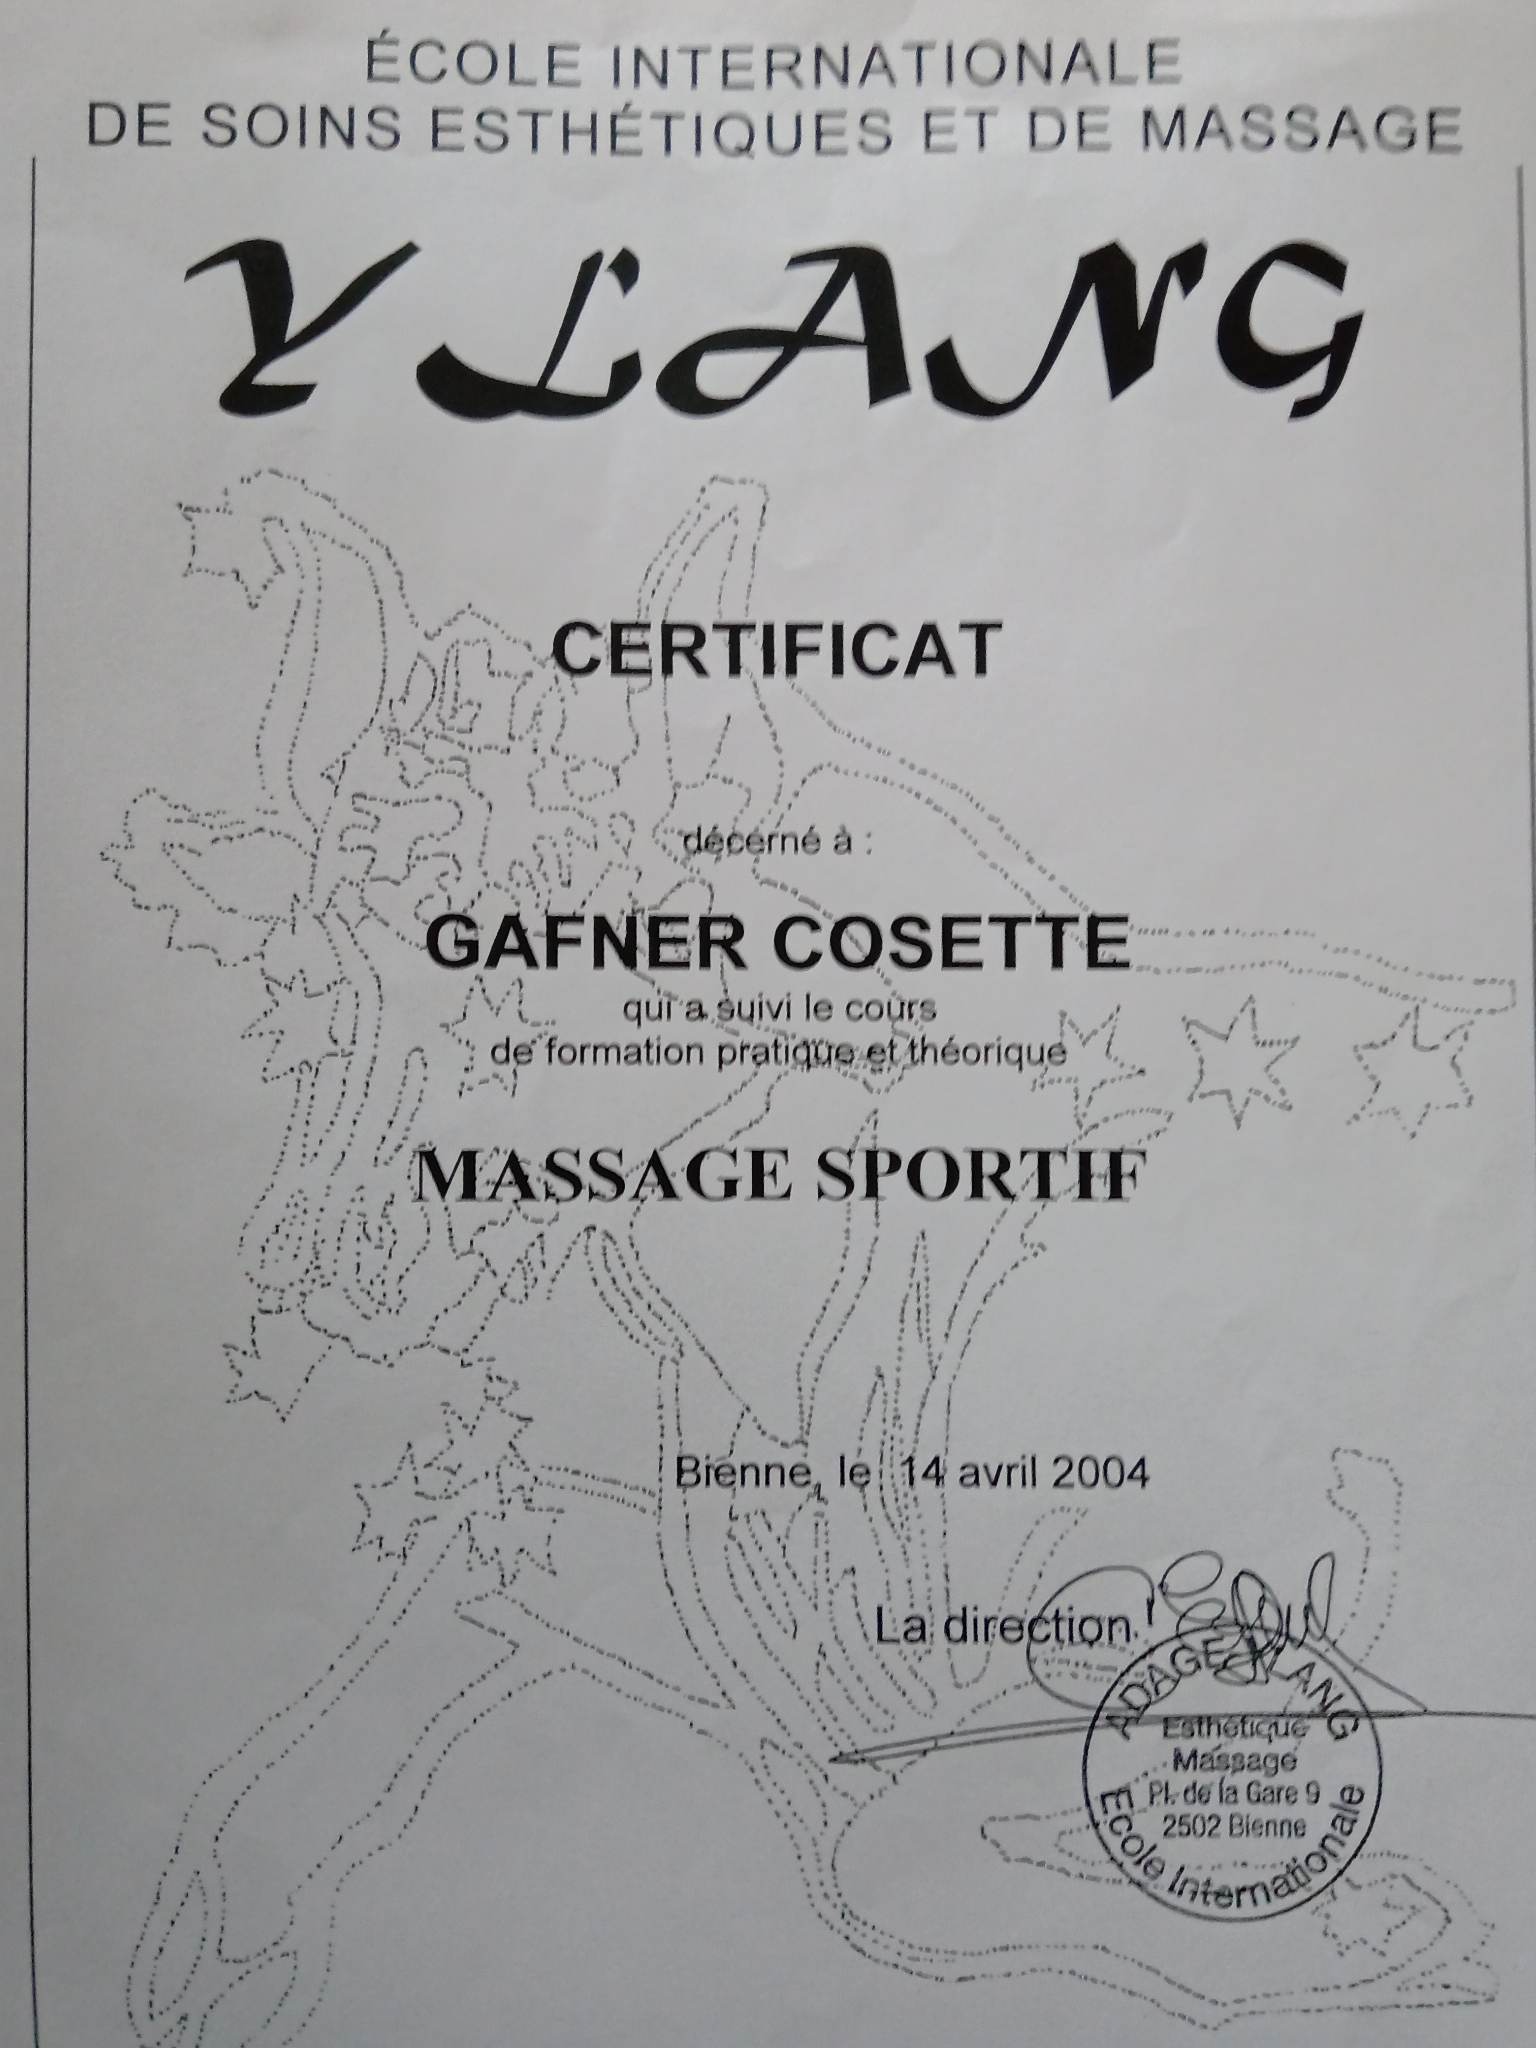 ÉCOLE INTERNATIONALE
DE SOINS ESTHÉTIQUES ET DE MASSAGE
YLANG
CERTIFICAT
décerné à :
GAFNER COSETTE
qui a suivi le cours
de formation pratique et théorique
MASSAGE SPORTIF
Bienne, le 14 avril 2004
La direction
ADAGE YLANG
Esthétique
Massage
Pl. de la Gare 9
2502 Bienne
École Internationale